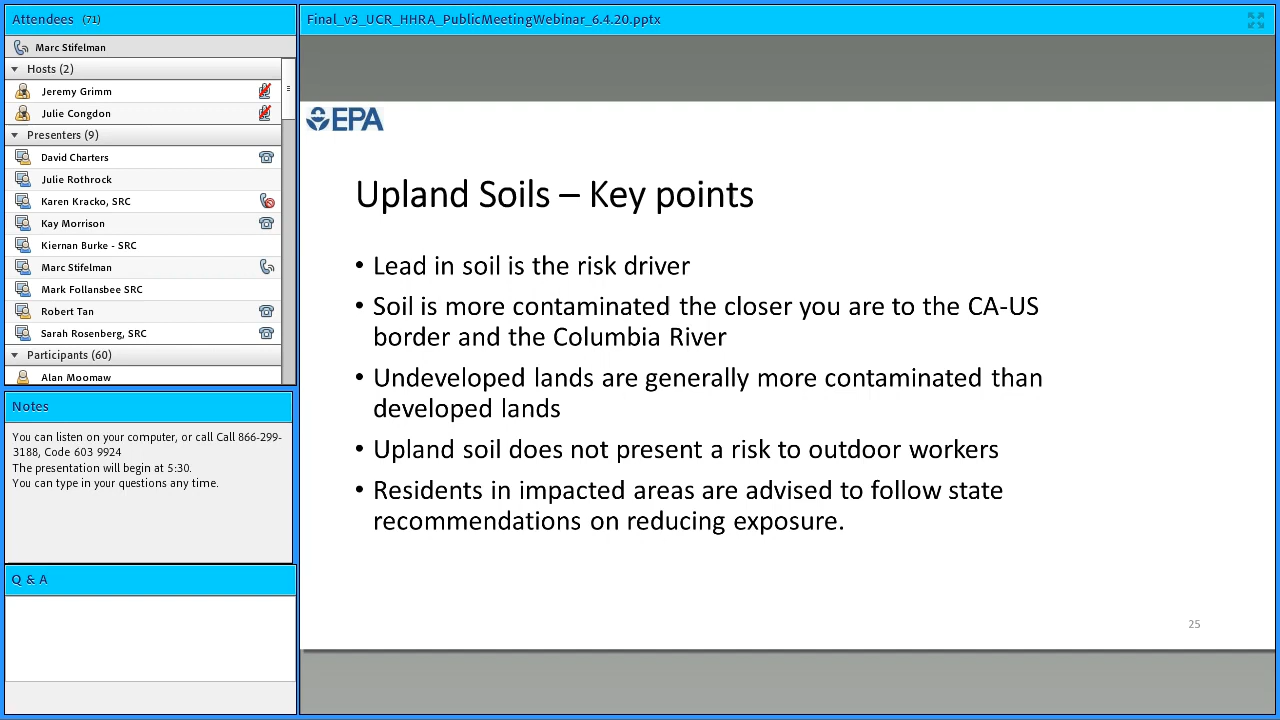 Attendees (71)
Marc Stifelman
Hosts (2)
Jeremy Grimm
Julie Congdon
Presenters (9)
David Charters
Julie Rothrock
Karen Kracko, SRC
Kay Morrison
Kiernan Burke - SRC
Marc Stifelman
Mark Follansbee SRC
Robert Tan
Sarah Rosenberg, SRC
Participants (60)
Alan Moomaw
Notes
You can listen on your computer, or call Call 866-299-
3188, Code 603 9924
The presentation will begin at 5:30.
You can type in your questions any time.
Q & A
Final_v3_UCR_HHRA_PublicMeetingWebinar_6.4.20.pptx
EPA
Upland Soils – Key points
• Lead in soil is the risk driver
• Soil is more contaminated the closer you are to the CA-US
border and the Columbia River
• Undeveloped lands are generally more contaminated than
developed lands
• Upland soil does not present a risk to outdoor workers
• Residents in impacted areas are advised to follow state
recommendations on reducing exposure.
25